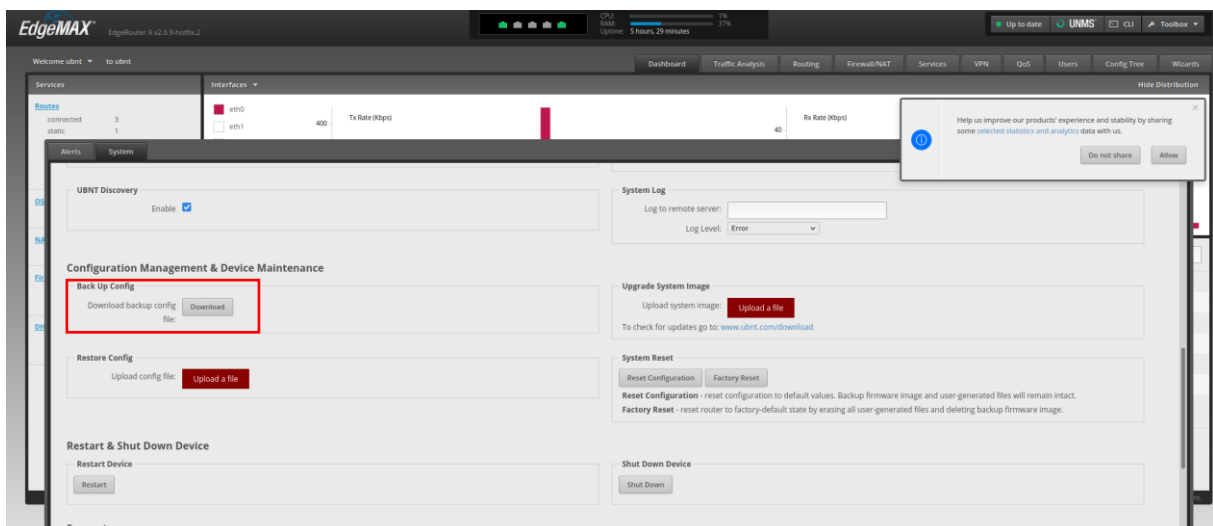 EdgeMAX
EdgeRouter X v2.0.9-hotfix.2
CPU: 1%
RAM: 37%
Uptime: 5 hours, 29 minutes
Up to date
UNMS
CLI
Toolbox
Welcome ubnt to ubnt
Dashboard Traffic Analysis Routing Firewall/NAT Services VPN QoS Users Config Tree Wizards
Services
Interfaces
Hide Distribution
Routes
connected 3
static 1
eth0
eth1
400
Tx Rate (Kbps)
40
Rx Rate (Kbps)
Help us improve our products' experience and stability by sharing
some selected statistics and analytics data with us.
Do not share Allow
Alerts System
OS
NA
Fir
DH
UBNT Discovery
Enable
System Log
Log to remote server:
Log Level: Error
Configuration Management & Device Maintenance
Back Up Config
Download backup config
file:
Download
Upgrade System Image
Upload system image: Upload a file
To check for updates go to: www.ubnt.com/download
Restore Config
Upload config file: Upload a file
System Reset
Reset Configuration Factory Reset
Reset Configuration - reset configuration to default values. Backup firmware image and user-generated files will remain intact.
Factory Reset - reset router to factory-default state by erasing all user-generated files and deleting backup firmware image.
Restart & Shut Down Device
Restart Device
Restart
Shut Down Device
Shut Down